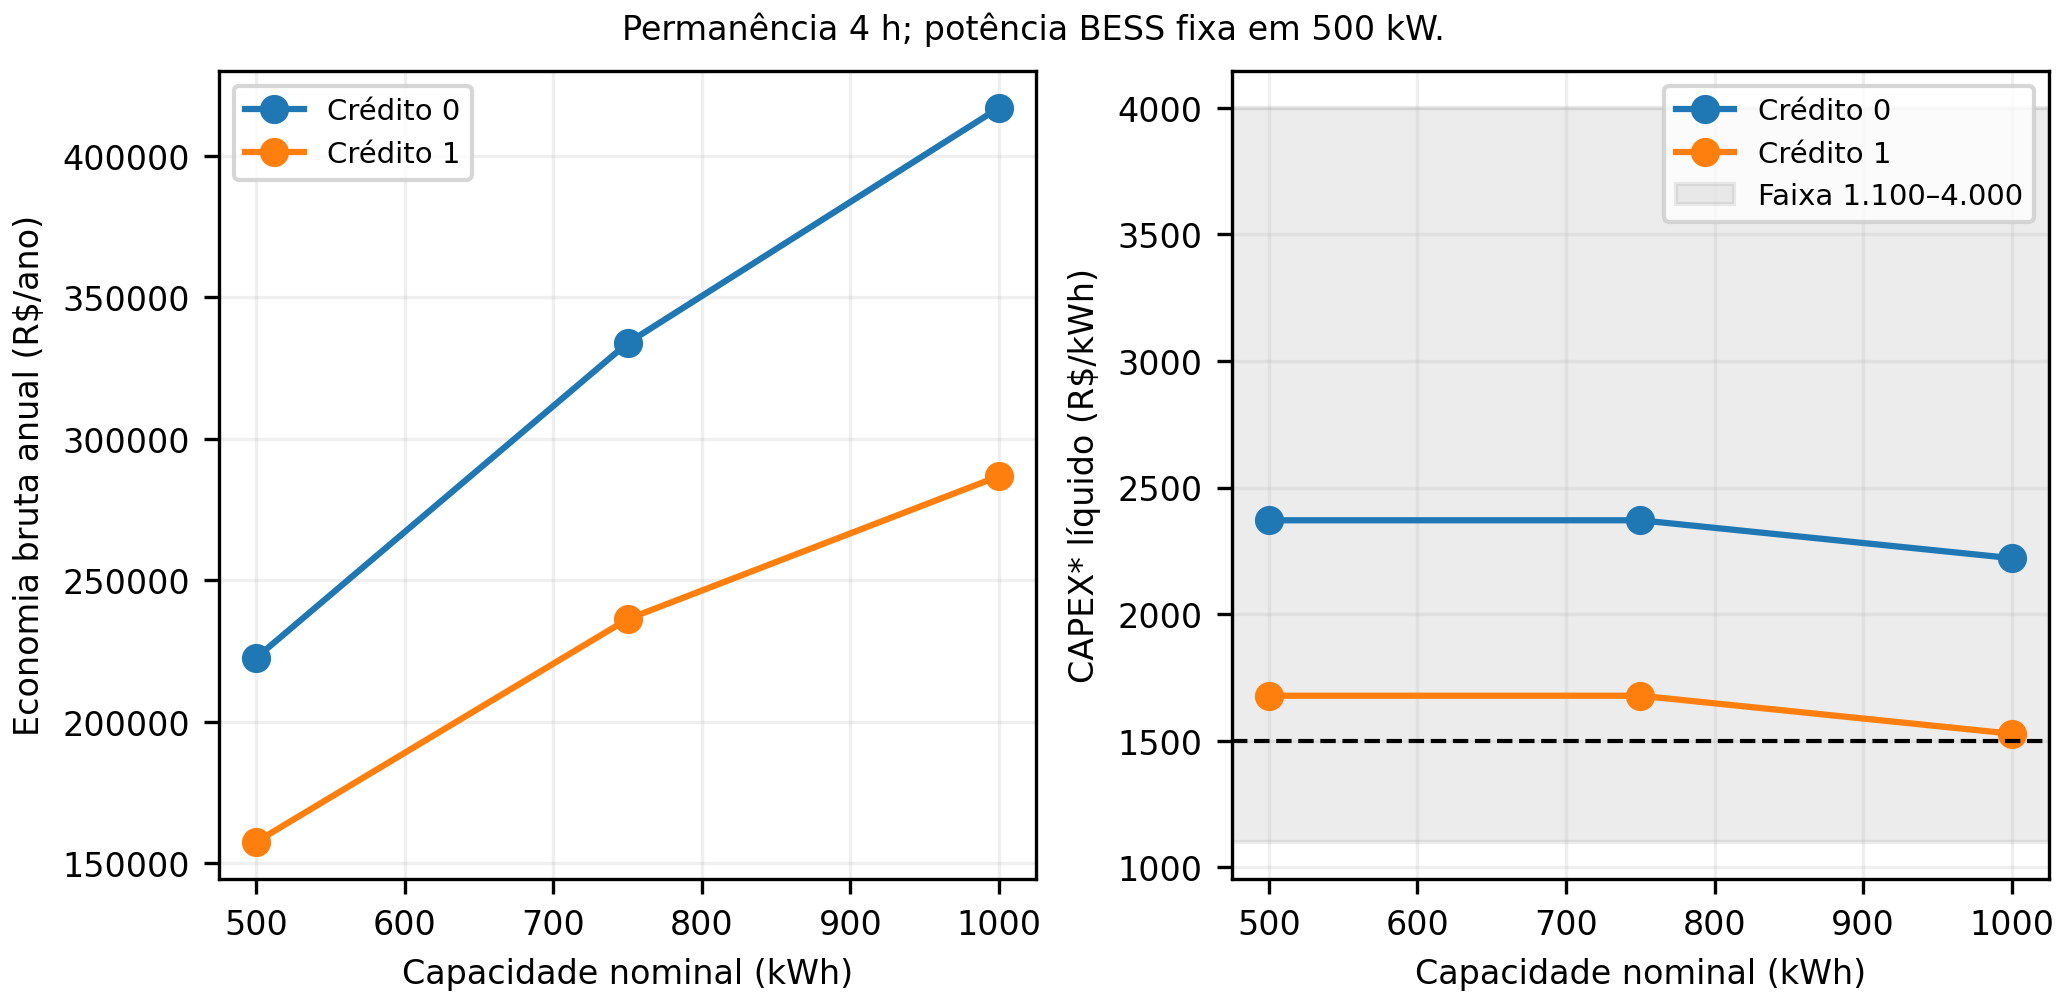 Permanência 4 h; potência BESS fixa em 500 kW.
Crédito 0
Crédito 1
Economia bruta anual (R$/ano)
400000
350000
300000
250000
200000
150000
500 600 700 800 900 1000
Capacidade nominal (kWh)
Crédito 0
Crédito 1
Faixa 1.100–4.000
CAPEX* líquido (R$/kWh)
4000
3500
3000
2500
2000
1500
1000
500 600 700 800 900 1000
Capacidade nominal (kWh)